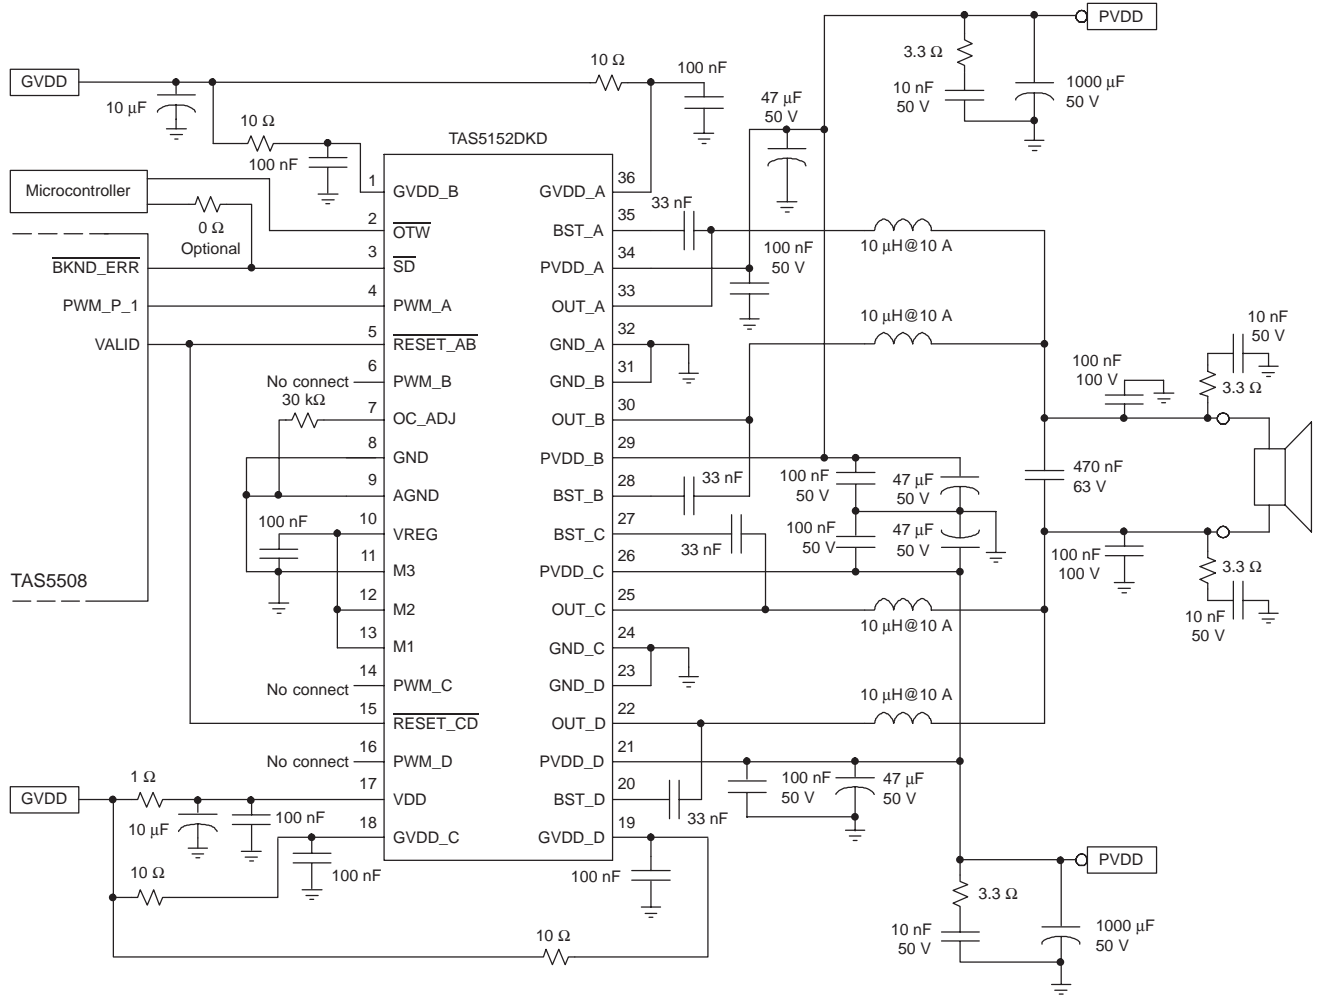 PVDD
3.3 Ω
10 nF
50 V
1000 µF
50 V
GVDD
10 µF
10 Ω
100 nF
47 µF
50 V
10 Ω
100 nF
TAS5152DKD
Microcontroller
0 Ω
Optional
BKND_ERR
PWM_P_1
VALID
TAS5508
1
GVDD_B
2
OTW
3
SD
4
PWM_A
5
RESET_AB
6
No connect
PWM_B
30 kΩ
7
OC_ADJ
8
GND
9
AGND
100 nF
10
VREG
11
M3
12
M2
13
M1
14
No connect
PWM_C
15
RESET_CD
16
No connect
PWM_D
17
VDD
18
GVDD_C
36
GVDD_A
35
BST_A
34
PVDD_A
33
OUT_A
32
GND_A
31
GND_B
30
OUT_B
29
PVDD_B
28
BST_B
27
BST_C
26
PVDD_C
25
OUT_C
24
GND_C
23
GND_D
22
OUT_D
21
PVDD_D
20
BST_D
19
GVDD_D
33 nF
100 nF
50 V
10 µH@10 A
10 µH@10 A
33 nF
33 nF
100 nF
50 V
47 µF
50 V
100 nF
50 V
47 µF
50 V
10 µH@10 A
10 µH@10 A
100 nF
100 V
10 nF
50 V
3.3 Ω
470 nF
63 V
100 nF
100 V
3.3 Ω
10 nF
50 V
GVDD
1 Ω
10 µF
100 nF
10 Ω
100 nF
10 Ω
100 nF
33 nF
100 nF
50 V
47 µF
50 V
PVDD
3.3 Ω
10 nF
50 V
1000 µF
50 V